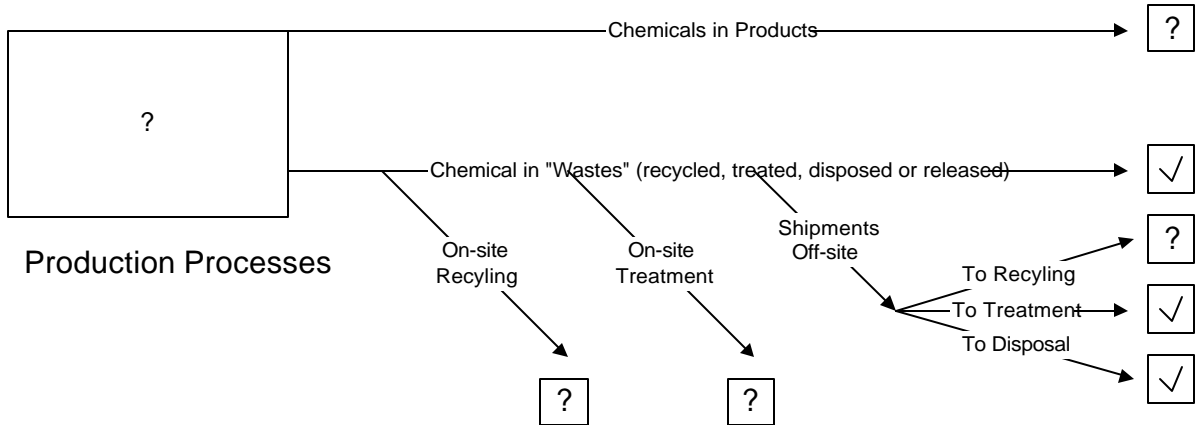 Chemicals in Products
?
?
Chemical in "Wastes" (recycled, treated, disposed or released)
√
Production Processes
On-site
Recyling
On-site
Treatment
Shipments
Off-site
?
To Recyling
To Treatment
√
To Disposal
√
?
?